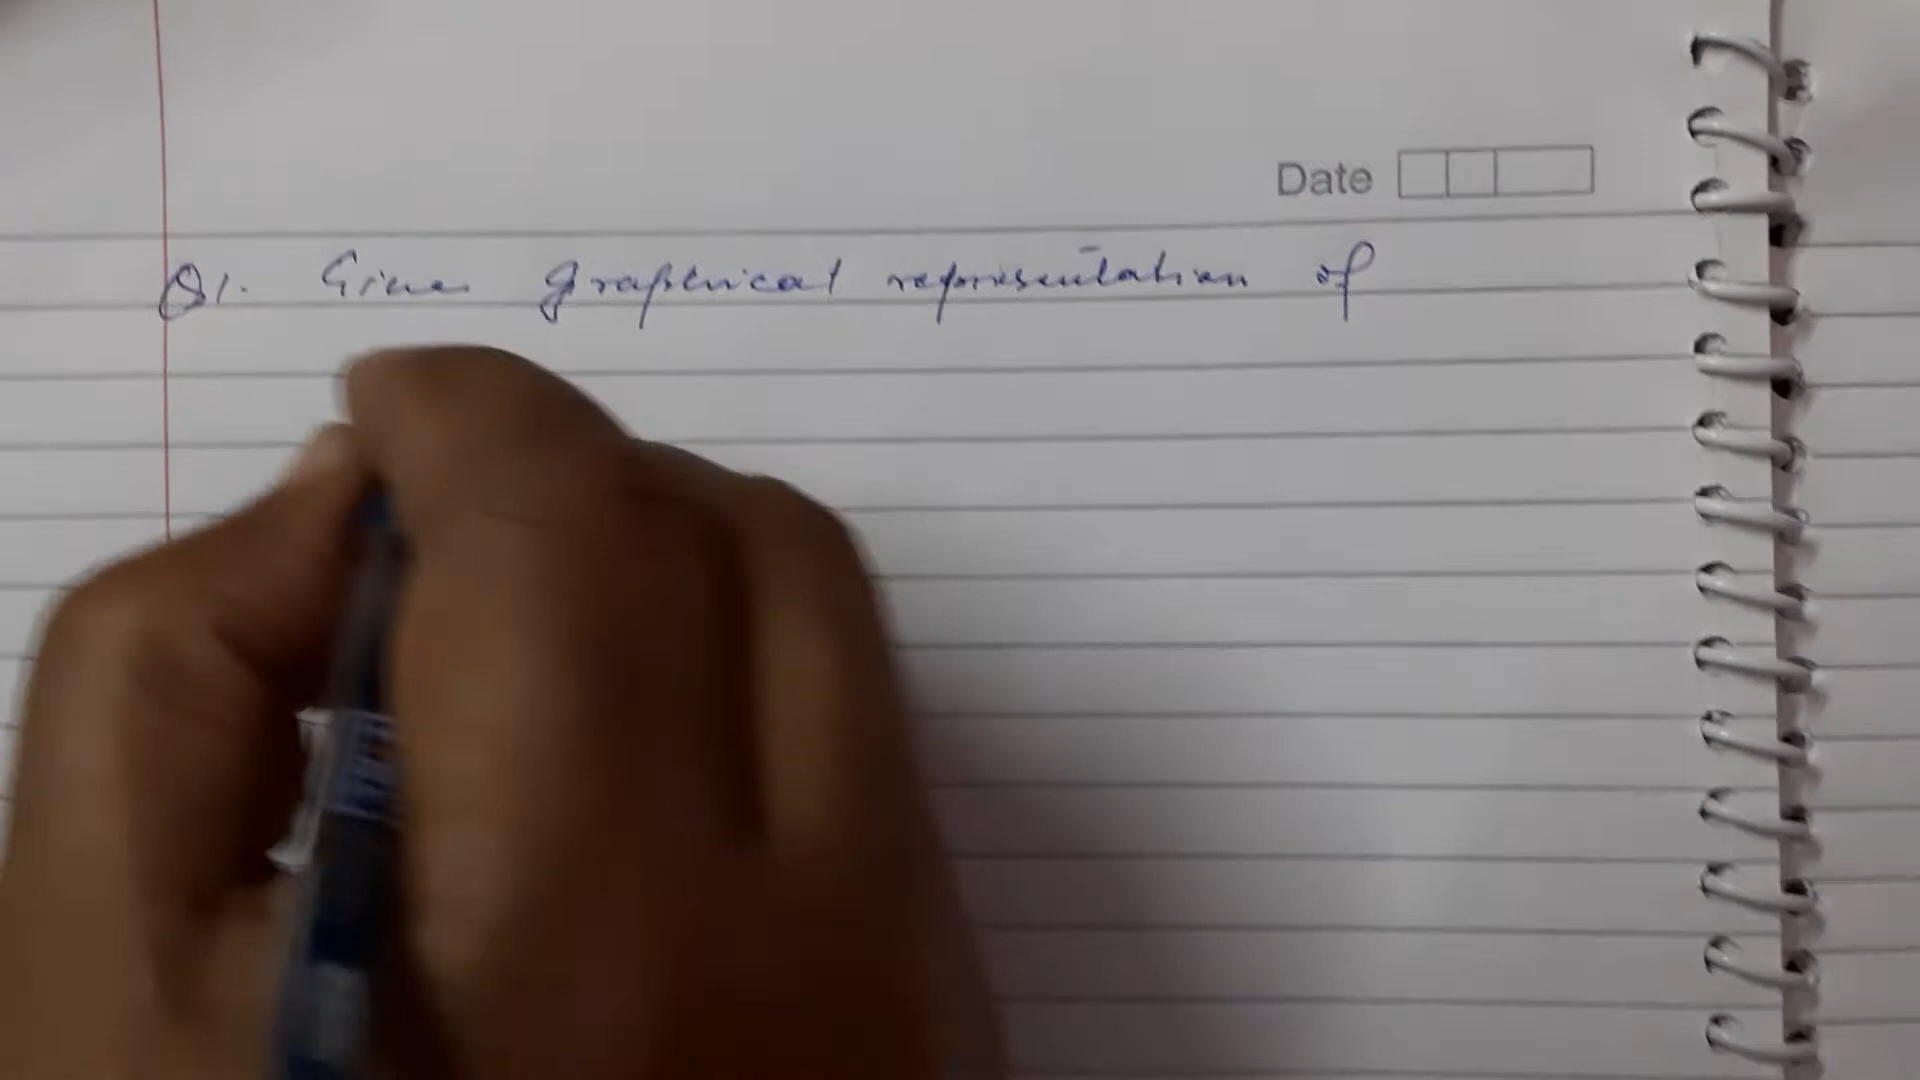 Date
Q1. Give graphical representation of